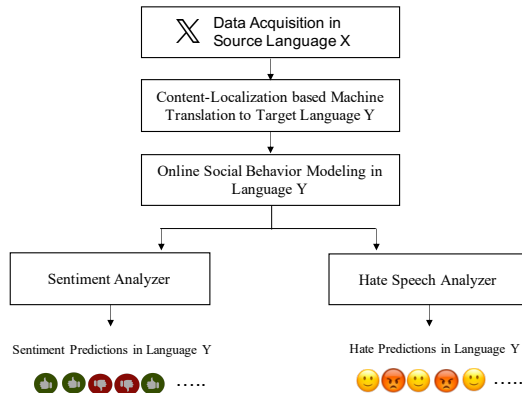 𝕏 Data Acquisition in
Source Language X
Content-Localization based Machine
Translation to Target Language Y
Online Social Behavior Modeling in
Language Y
Sentiment Analyzer
Hate Speech Analyzer
Sentiment Predictions in Language Y
Hate Predictions in Language Y
.....
.....